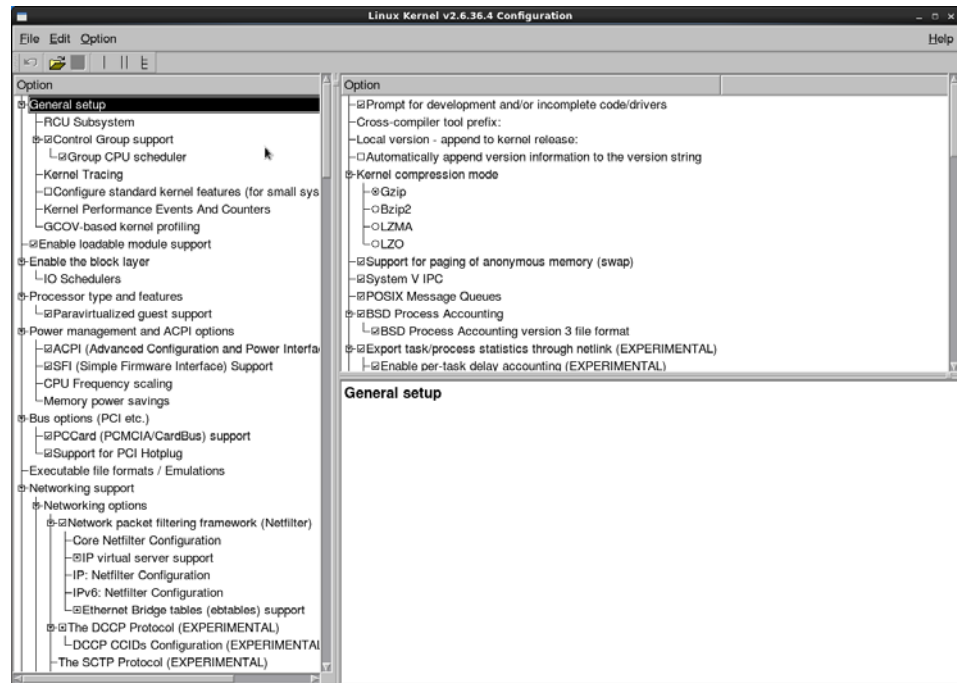 Linux Kernel v2.6.36.4 Configuration
File Edit Option Help
Option
General setup
RCU Subsystem
Control Group support
Group CPU scheduler
Kernel Tracing
Configure standard kernel features (for small sys
Kernel Performance Events And Counters
GCOV-based kernel profiling
Enable loadable module support
Enable the block layer
IO Schedulers
Processor type and features
Paravirtualized guest support
Power management and ACPI options
ACPI (Advanced Configuration and Power Interfa
SFI (Simple Firmware Interface) Support
CPU Frequency scaling
Memory power savings
Bus options (PCI etc.)
PCCard (PCMCIA/CardBus) support
Support for PCI Hotplug
Executable file formats / Emulations
Networking support
Networking options
Network packet filtering framework (Netfilter)
Core Netfilter Configuration
IP virtual server support
IP: Netfilter Configuration
IPv6: Netfilter Configuration
Ethernet Bridge tables (ebtables) support
The DCCP Protocol (EXPERIMENTAL)
DCCP CCIDs Configuration (EXPERIMENTAL
The SCTP Protocol (EXPERIMENTAL)
Option
Prompt for development and/or incomplete code/drivers
Cross-compiler tool prefix:
Local version - append to kernel release:
Automatically append version information to the version string
Kernel compression mode
Gzip
Bzip2
LZMA
LZO
Support for paging of anonymous memory (swap)
System V IPC
POSIX Message Queues
BSD Process Accounting
BSD Process Accounting version 3 file format
Export task/process statistics through netlink (EXPERIMENTAL)
Enable per-task delay accounting (EXPERIMENTAL)
General setup